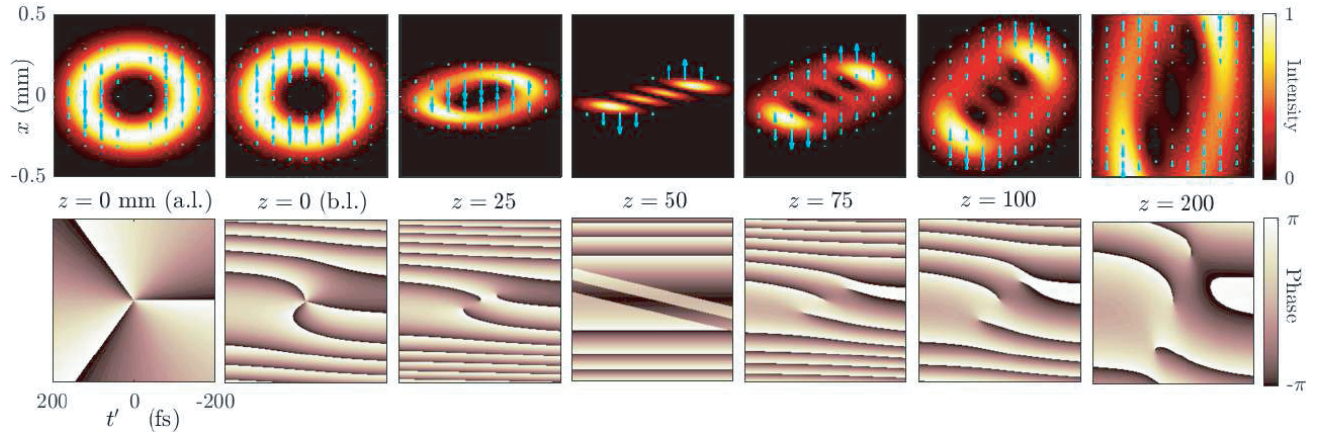 0.5
0
-0.5
x (mm)
1
0
Intensity
z = 0 mm (a.l.)
z = 0 (b.l.)
z = 25
z = 50
z = 75
z = 100
z = 200
π
-π
Phase
200
0
-200
t′ (fs)